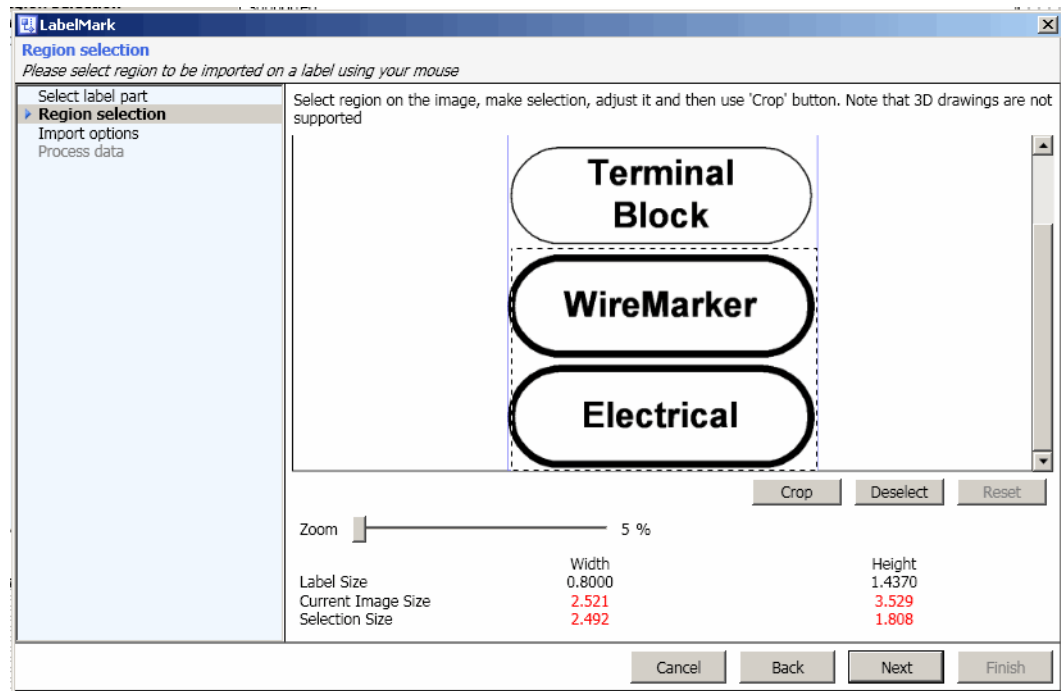 LabelMark
Region selection
Please select region to be imported on a label using your mouse
Select label part
Region selection
Import options
Process data
Select region on the image, make selection, adjust it and then use 'Crop' button. Note that 3D drawings are not
supported
Terminal
Block
WireMarker
Electrical
Crop Deselect Reset
Zoom 5 %
Width Height
Label Size 0.8000 1.4370
Current Image Size 2.521 3.529
Selection Size 2.492 1.808
Cancel Back Next Finish